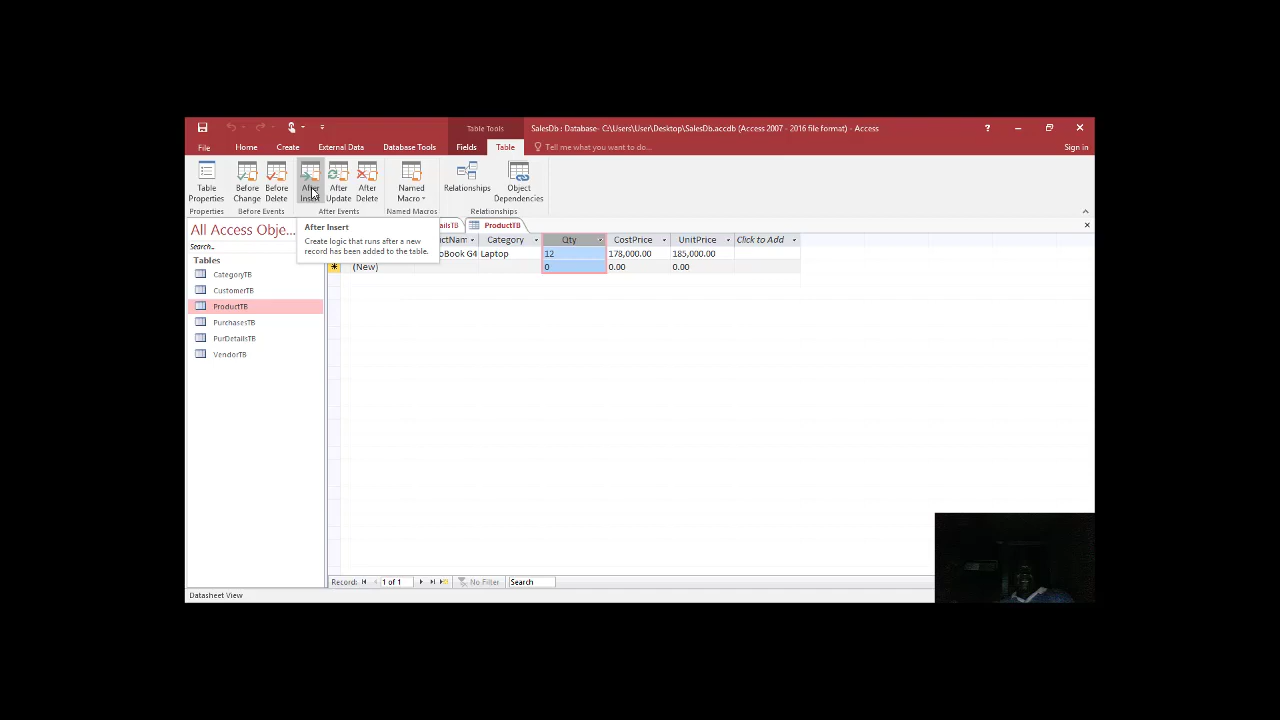 Table Tools
SalesDb : Database- C:\Users\User\Desktop\SalesDb.accdb (Access 2007 - 2016 file format) - Access
?
File Home Create External Data Database Tools Fields Table Tell me what you want to do... Sign in
Table Properties
Before Change
Before Delete
After Insert
After Update
After Delete
Named Macro
Relationships
Object Dependencies
Properties Before Events After Events Named Macros Relationships
All Access Obje...
Search..
Tables
CategoryTB
CustomerTB
ProductTB
PurchasesTB
PurDetailsTB
VendorTB
After Insert
Create logic that runs after a new
record has been added to the table.
ailsTB ProductTB
ctNam Category Qty CostPrice UnitPrice Click to Add
oBook G4 Laptop 12 178,000.00 185,000.00
(New) 0 0.00 0.00
Record: 1 of 1 No Filter Search
Datasheet View